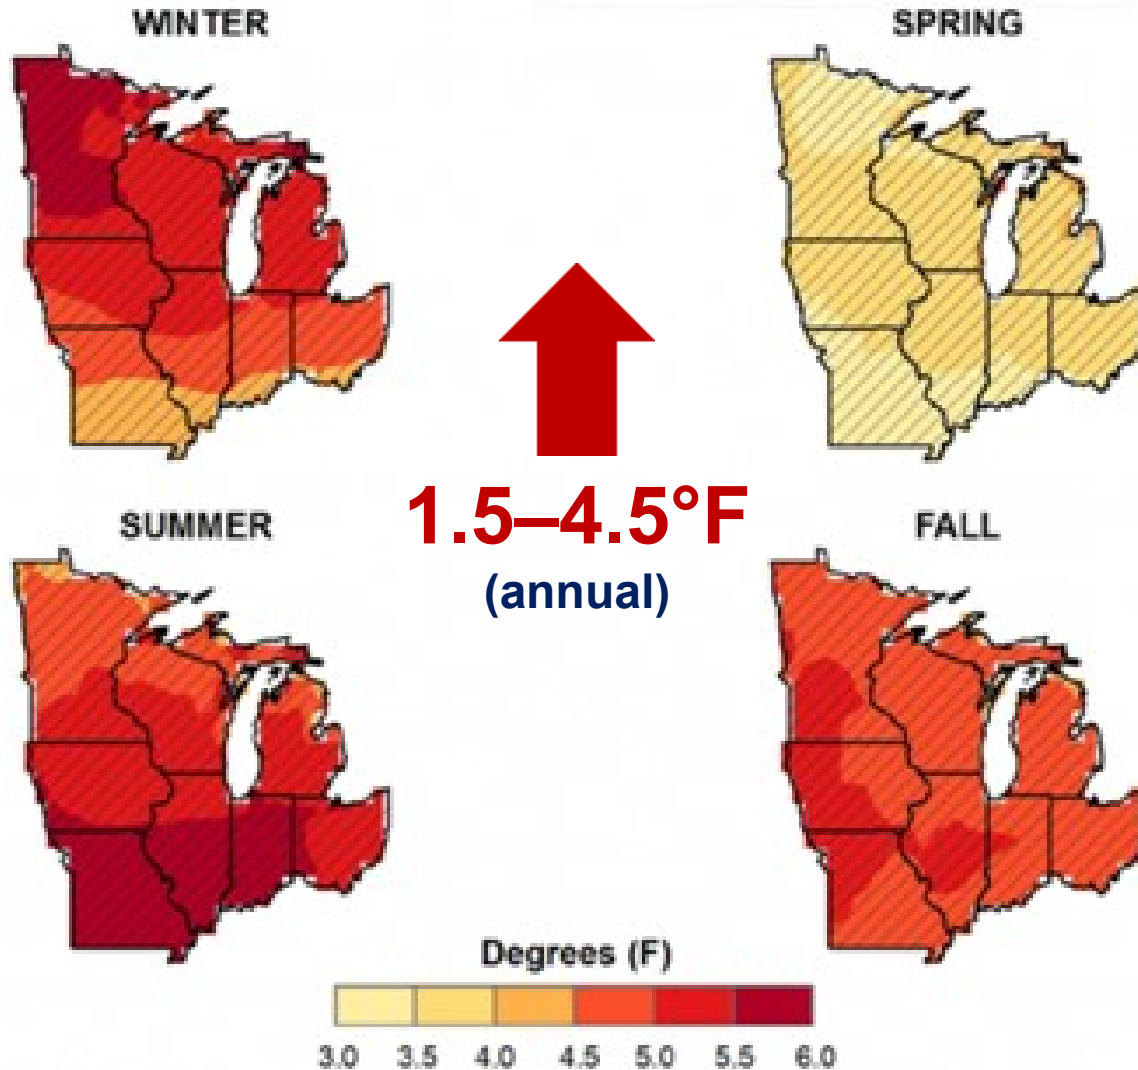 WINTER
SPRING
1.5–4.5°F
(annual)
SUMMER
FALL
Degrees (F)
3.0 3.5 4.0 4.5 5.0 5.5 6.0